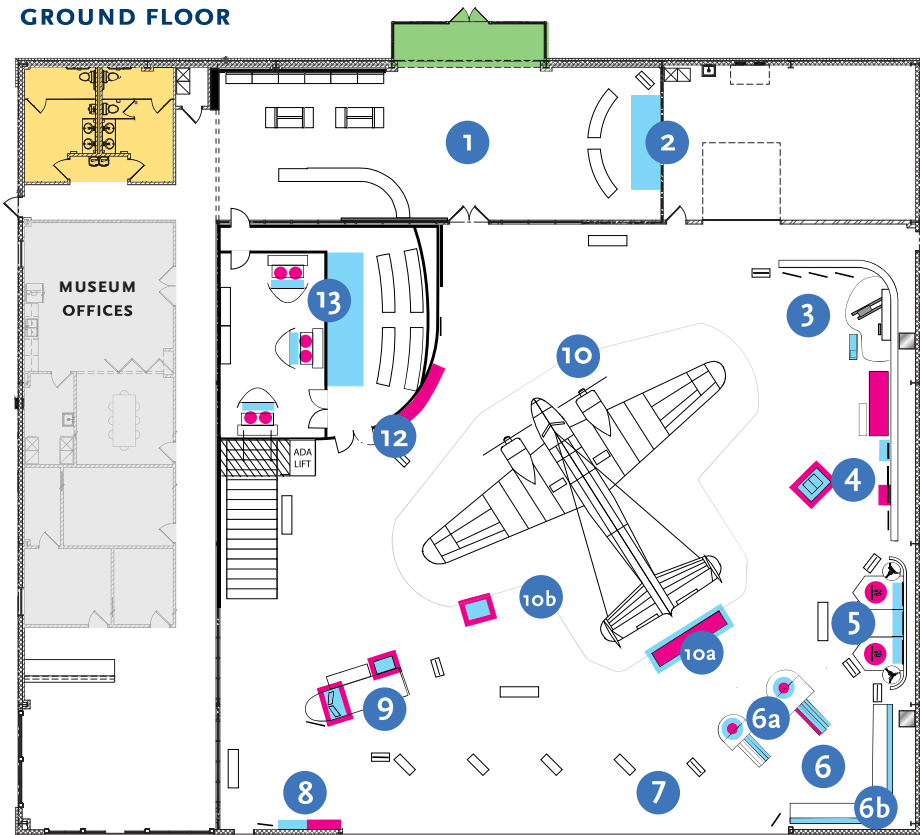 GROUND FLOOR
1
2
MUSEUM
OFFICES
13
3
10
12
ADA
LIFT
4
10b
5
10a
9
6a
6
8
7
6b